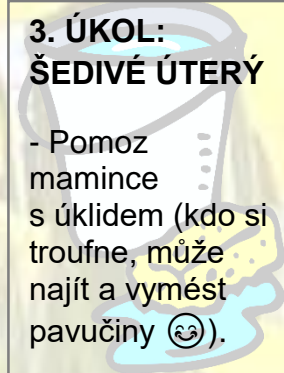 3. ÚKOL:
ŠEDIVÉ ÚTERÝ
- Pomoz
mamince
s úklidem (kdo si
troufne, může
najít a vymést
pavučiny 😊).